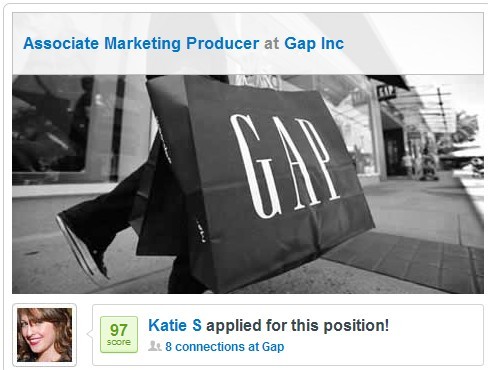 Associate Marketing Producer at Gap Inc
GAP
GAP
97
score
Katie S applied for this position!
8 connections at Gap